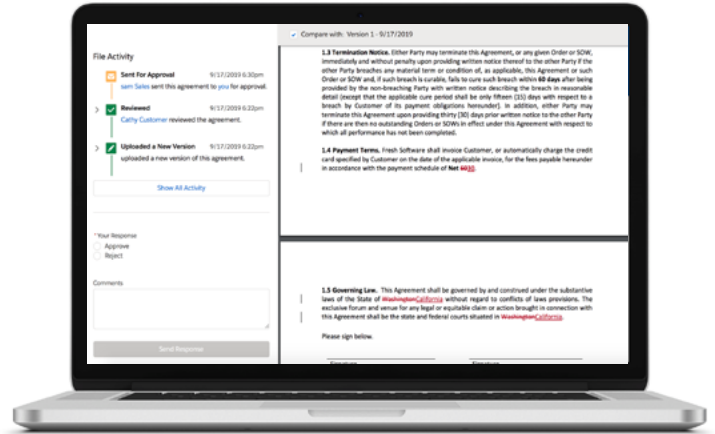 Compare with: Version 1 - 9/17/2019
File Activity
Sent For Approval 9/17/2019 6:30pm
sam Sales sent this agreement to you for approval.
Reviewed 9/17/2019 6:22pm
Cathy Customer reviewed the agreement.
Uploaded a New Version 9/17/2019 6:22pm
uploaded a new version of this agreement.
Show All Activity
* Your Response
Approve
Reject
Comments
Send Response
1.3 Termination Notice. Either Party may terminate this Agreement, or any given Order or SOW,
immediately and without penalty upon providing written notice thereof to the other Party if the
other Party breaches any material term or condition of, as applicable, this Agreement or such
Order or SOW and, if such breach is curable, fails to cure such breach within 60 days after being
provided by the non-breaching Party with written notice describing the breach in reasonable
detail (except that the applicable cure period shall be only fifteen (15) days with respect to a
breach by Customer of its payment obligations hereunder). In addition, either Party may
terminate this Agreement upon providing thirty (30) days prior written notice to the other Party
if there are then no outstanding Orders or SOWs in effect under this Agreement with respect to
which all performance has not been completed.
1.4 Payment Terms. Fresh Software shall invoice Customer, or automatically charge the credit
card specified by Customer on the date of the applicable invoice, for the fees payable hereunder
in accordance with the payment schedule of Net 6030.
1.5 Governing Law. This Agreement shall be governed by and construed under the substantive
laws of the State of WashingtonCalifornia without regard to conflicts of laws provisions. The
exclusive forum and venue for any legal or equitable claim or action brought in connection with
this Agreement shall be the state and federal courts situated in WashingtonCalifornia.
Please sign below.
Signature Signature